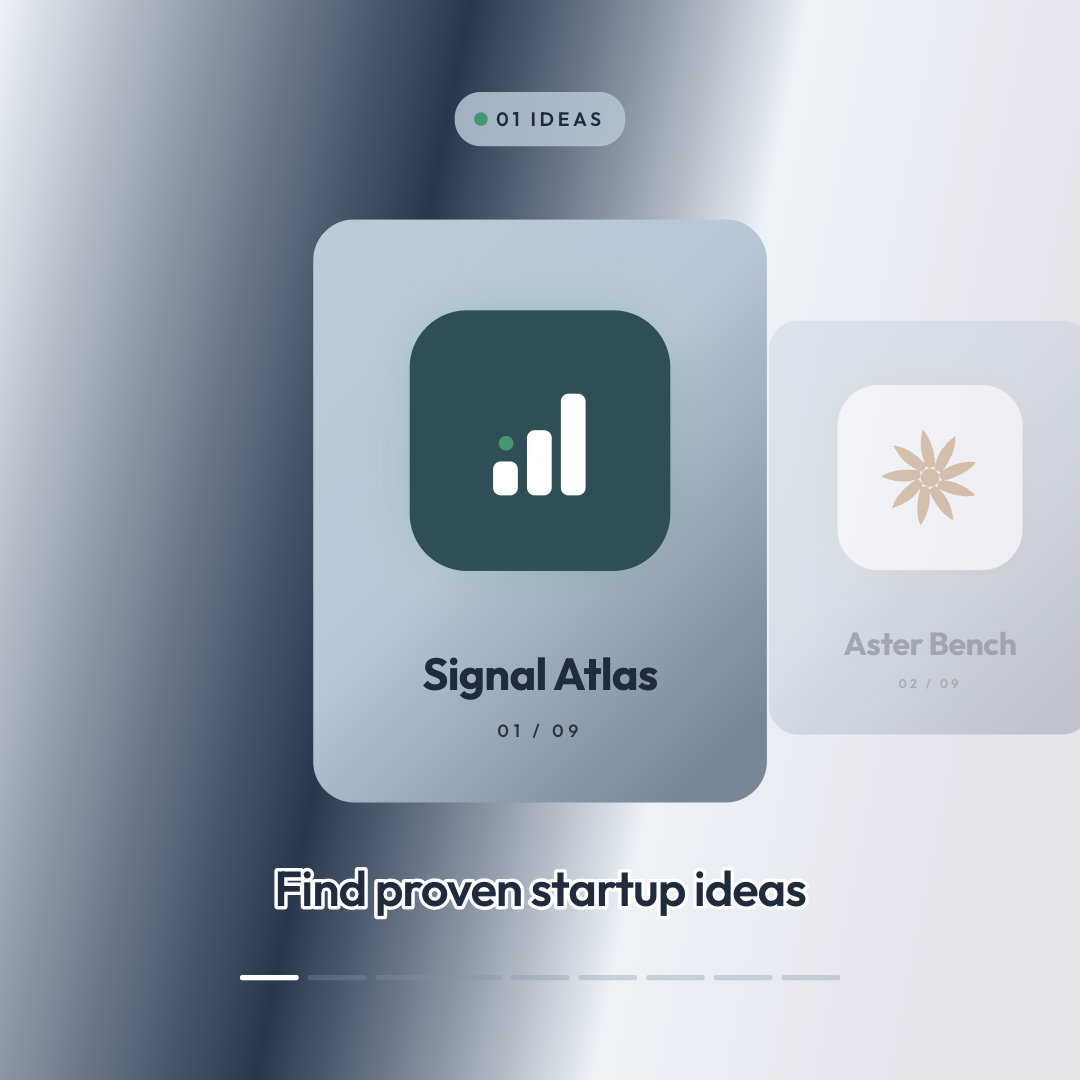 01 IDEAS
Signal Atlas
01 / 09
Aster Bench
02 / 09
Find proven startup ideas